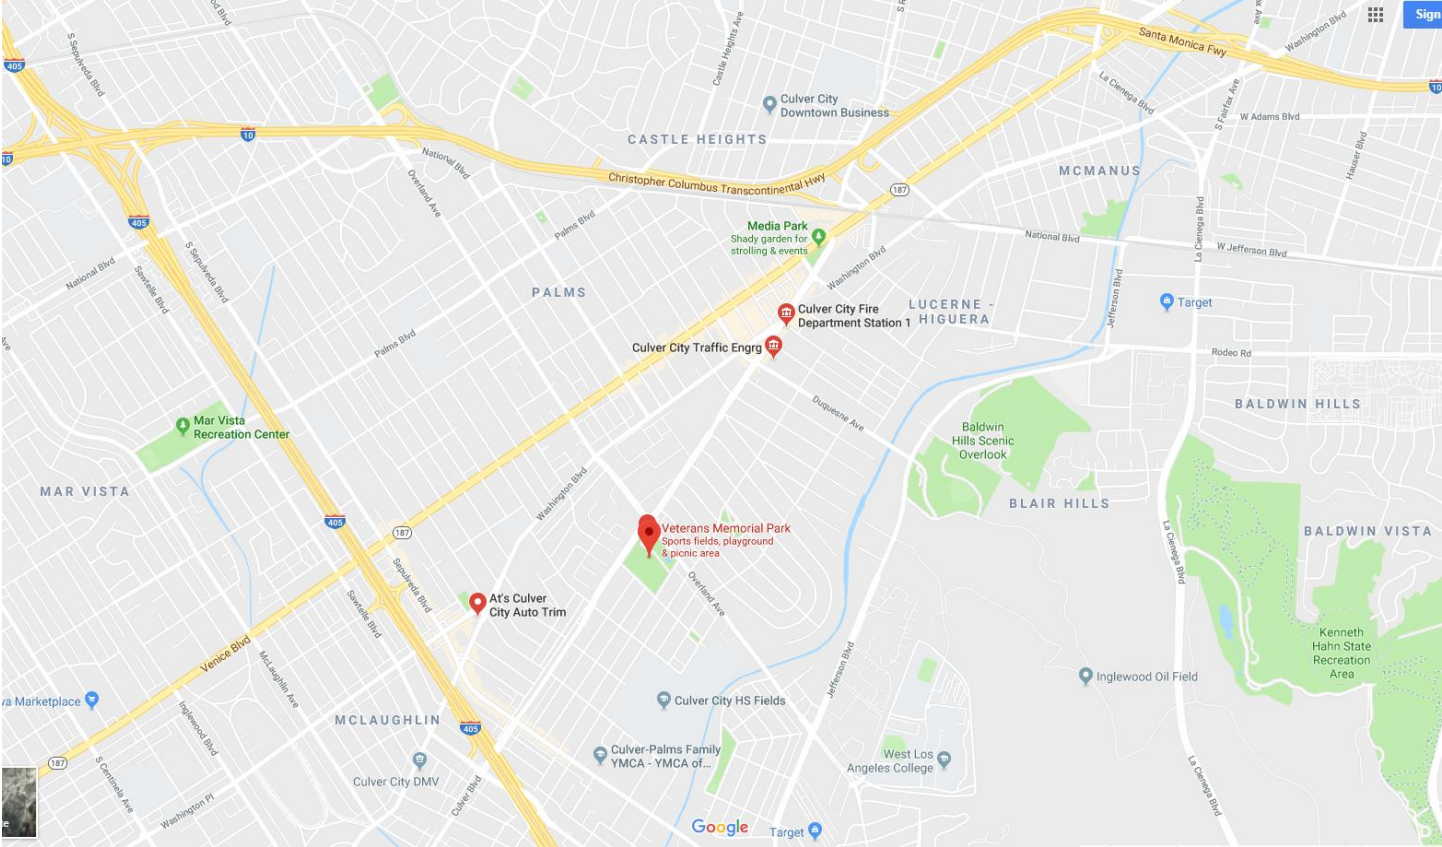 Sign
Washington Blvd
Santa Monica Fwy
S Sepulveda Blvd
Castle Heights Ave
405
La Cienega Blvd
S Fairfax Ave
10
Culver City
Downtown Business
W Adams Blvd
10
CASTLE HEIGHTS
Hauser Blvd
10
National Blvd
Overland Ave
Christopher Columbus Transcontinental Hwy
187
MCMANUS
405
Palms Blvd
Media Park
Shady garden for
strolling & events
National Blvd
W Jefferson Blvd
La Cienega Blvd
National Blvd
Sawtelle Blvd
S Sepulveda Blvd
Washington Blvd
PALMS
Jefferson Blvd
Target
LUCERNE -
HIGUERA
Culver City Fire
Department Station 1
Culver City Traffic Engrg
Palms Blvd
Rodeo Rd
BALDWIN HILLS
Duquesne Ave
Mar Vista
Recreation Center
Baldwin
Hills Scenic
Overlook
MAR VISTA
Washington Blvd
BLAIR HILLS
405
187
Veterans Memorial Park
Sports fields, playground
& picnic area
La Cienega Blvd
BALDWIN VISTA
Sepulveda Blvd
Overland Ave
At's Culver
City Auto Trim
Sawtelle Blvd
Venice Blvd
McLaughlin Ave
Jefferson Blvd
Kenneth
Hahn State
Recreation
Area
Inglewood Oil Field
Marketplace
Inglewood Blvd
MCLAUGHLIN
405
Culver City HS Fields
187
S Centinela Ave
Culver City DMV
Culver-Palms Family
YMCA - YMCA of...
West Los
Angeles College
La Cienega Blvd
Washington Pl
Culver Blvd
Google
Target